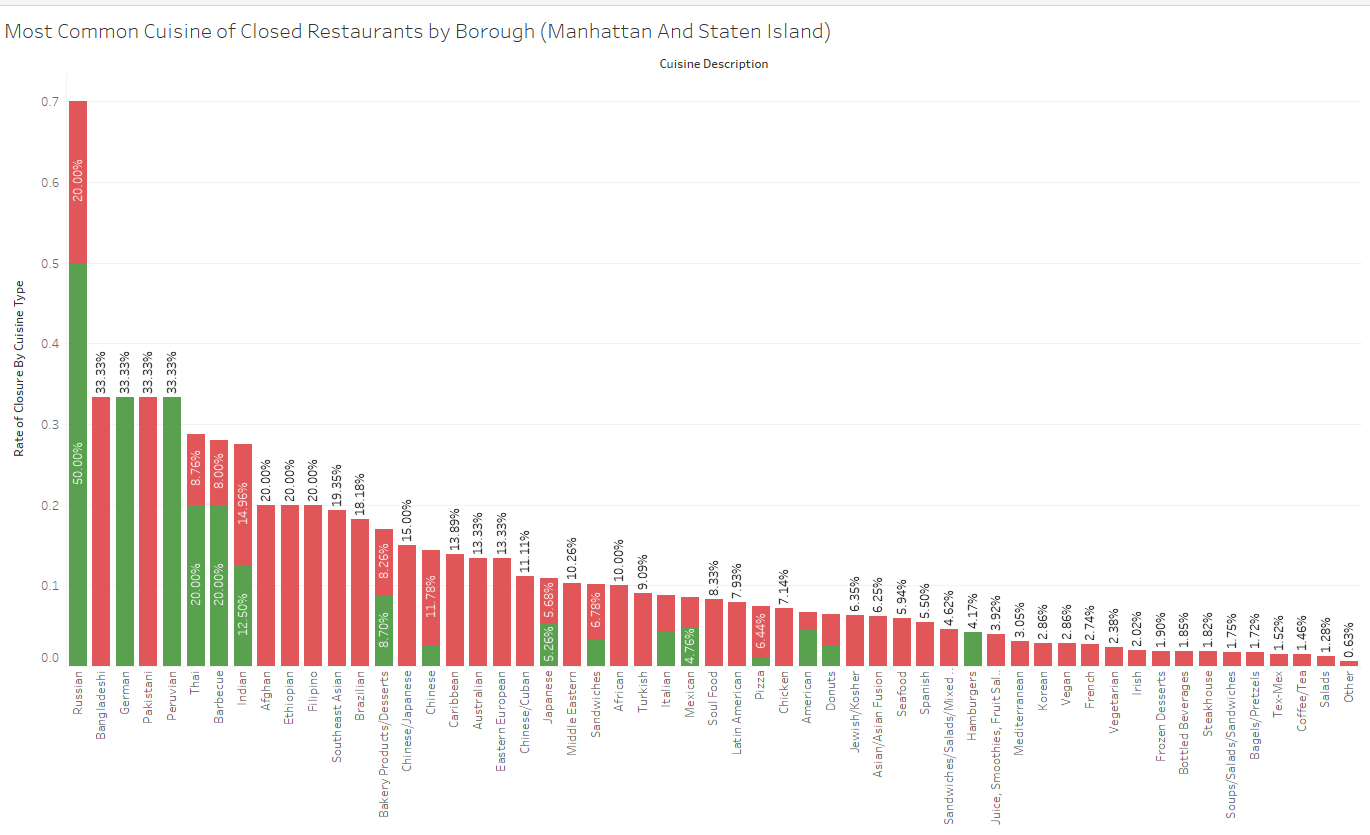 Most Common Cuisine of Closed Restaurants by Borough (Manhattan And Staten Island)
Cuisine Description
Rate of Closure By Cuisine Type
0.7
0.6
0.5
0.4
0.3
0.2
0.1
0.0
20.00%
50.00%
33.33%
33.33%
33.33%
33.33%
8.76%
20.00%
8.00%
20.00%
14.96%
12.50%
20.00%
20.00%
20.00%
19.35%
18.18%
8.26%
8.70%
15.00%
11.78%
13.89%
13.33%
13.33%
11.11%
5.68%
5.26%
10.26%
6.78%
10.00%
9.09%
4.76%
8.33%
7.93%
6.44%
7.14%
6.35%
6.25%
5.94%
5.50%
4.62%
4.17%
3.92%
3.05%
2.86%
2.86%
2.74%
2.38%
2.02%
1.90%
1.85%
1.82%
1.75%
1.72%
1.52%
1.46%
1.28%
0.63%
Russian
Bangladeshi
German
Pakistani
Peruvian
Thai
Barbecue
Indian
Afghan
Ethiopian
Filipino
Southeast Asian
Brazilian
Bakery Products/Desserts
Chinese/Japanese
Chinese
Caribbean
Australian
Eastern European
Chinese/Cuban
Japanese
Middle Eastern
Sandwiches
African
Turkish
Italian
Mexican
Soul Food
Latin American
Pizza
Chicken
American
Donuts
Jewish/Kosher
Asian/Asian Fusion
Seafood
Spanish
Sandwiches/Salads/Mixed..
Hamburgers
Juice, Smoothies, Fruit Sal..
Mediterranean
Korean
Vegan
French
Vegetarian
Irish
Frozen Desserts
Bottled Beverages
Steakhouse
Soups/Salads/Sandwiches
Bagels/Pretzels
Tex-Mex
Coffee/Tea
Salads
Other